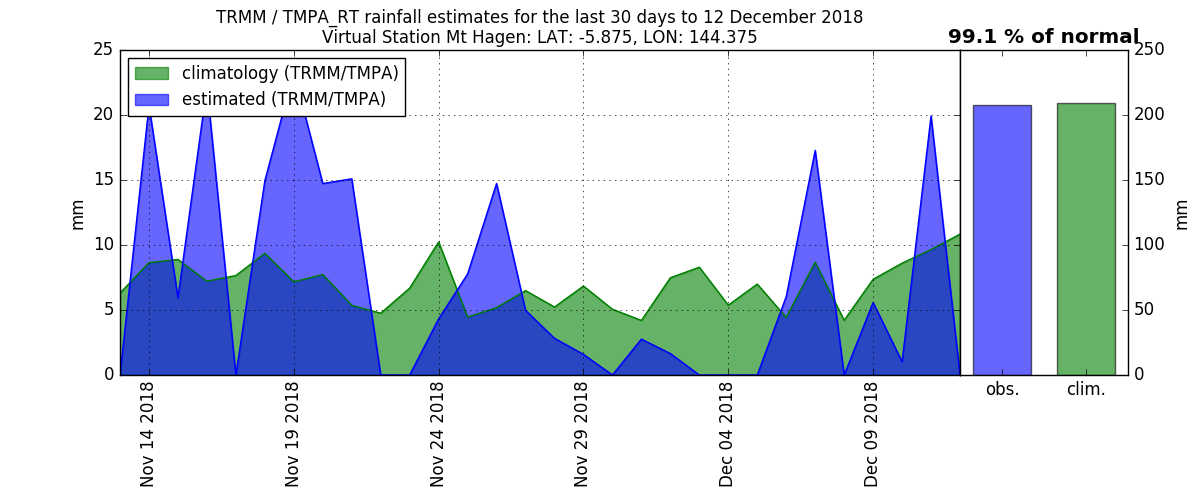 TRMM / TMPA_RT rainfall estimates for the last 30 days to 12 December 2018
Virtual Station Mt Hagen: LAT: -5.875, LON: 144.375
99.1 % of normal
climatology (TRMM/TMPA)
estimated (TRMM/TMPA)
25
20
15
10
5
0
mm
250
200
150
100
50
0
mm
obs.
clim.
Nov 14 2018
Nov 19 2018
Nov 24 2018
Nov 29 2018
Dec 04 2018
Dec 09 2018